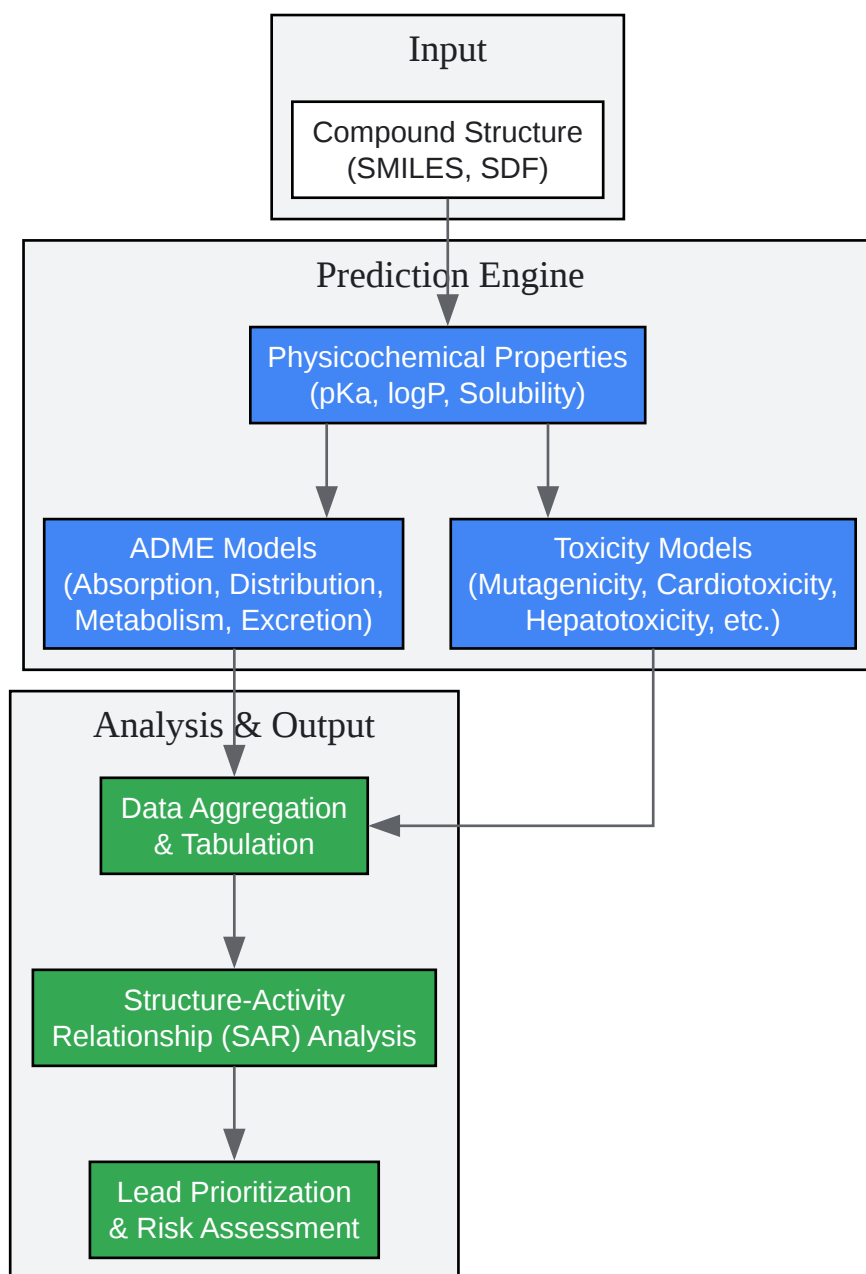 Input
Compound Structure
(SMILES, SDF)
Prediction Engine
Physicochemical Properties
(pKa, logP, Solubility)
ADME Models
(Absorption, Distribution,
Metabolism, Excretion)
Toxicity Models
(Mutagenicity, Cardiotoxicity,
Hepatotoxicity, etc.)
Analysis & Output
Data Aggregation
& Tabulation
Structure-Activity
Relationship (SAR) Analysis
Lead Prioritization
& Risk Assessment